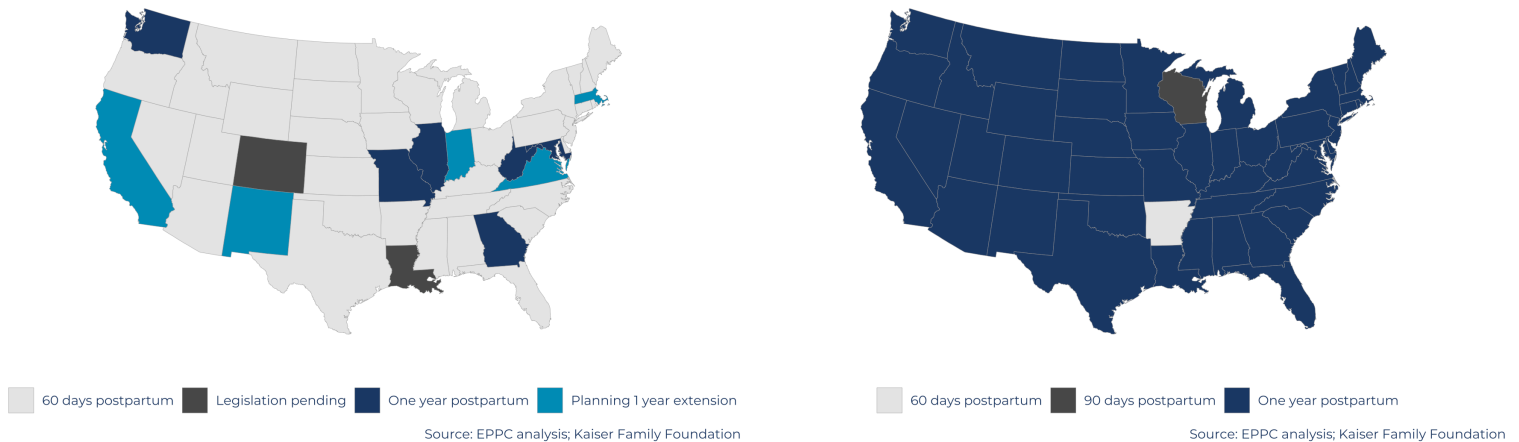 60 days postpartum Legislation pending One year postpartum Planning 1 year extension
Source: EPPC analysis; Kaiser Family Foundation
60 days postpartum 90 days postpartum One year postpartum
Source: EPPC analysis; Kaiser Family Foundation